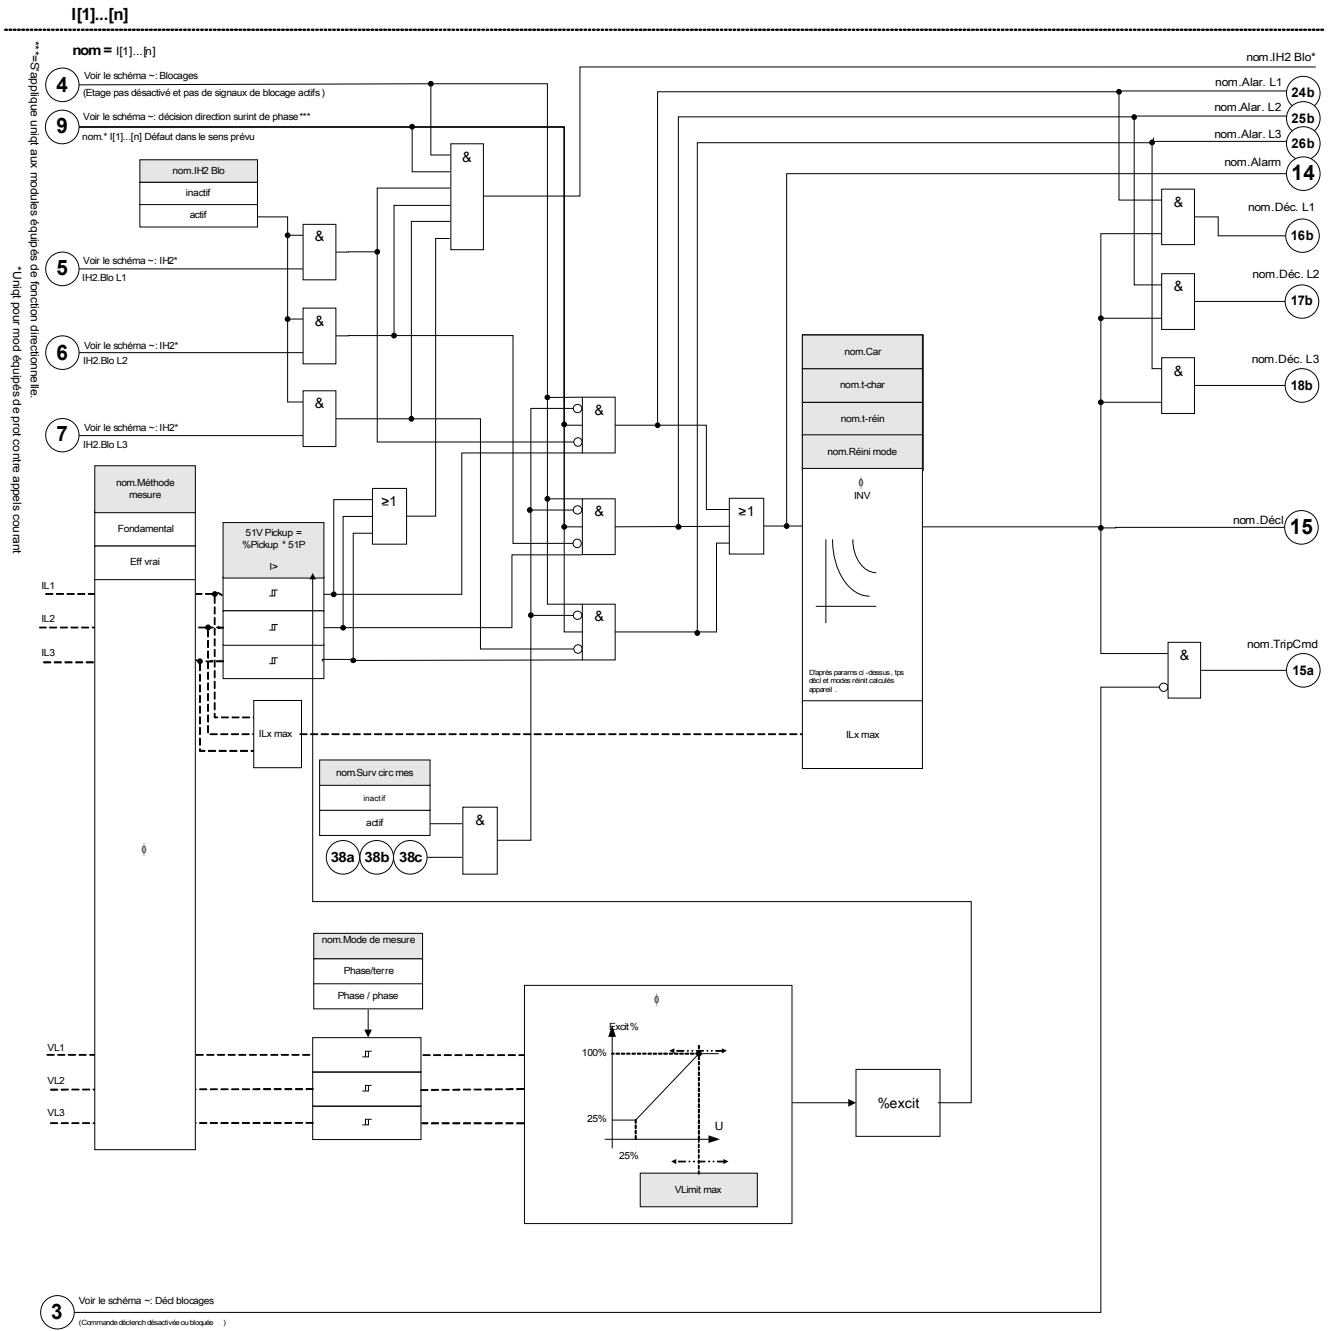 I[1]...[n]
nom = I[1]...[n]
***=S'applique uniqt aux modules équipés de fonction directionnelle.
*Uniqt pour mod équipés de prot contre appels courant
4
Voir le schéma ~: Blocages
(Etage pas désactivé et pas de signaux de blocage actifs )
9
Voir le schéma ~: décision direction surint de phase ***
nom.* I[1]...[n] Défaut dans le sens prévu
nom.IH2 Blo
inactif
actif
5
Voir le schéma ~: IH2*
IH2.Blo L1
6
Voir le schéma ~: IH2*
IH2.Blo L2
7
Voir le schéma ~: IH2*
IH2.Blo L3
&
&
&
&
nom.IH2 Blo*
nom.Alar. L1
24b
nom.Alar. L2
25b
nom.Alar. L3
26b
nom.Alarm
14
&
nom.Déc. L1
16b
&
nom.Déc. L2
17b
&
nom.Déc. L3
18b
nom.Méthode
mesure
Fondamental
Eff vrai
ϕ
51V Pickup =
%Pickup * 51P
I>
≥1
&
&
&
≥1
nom.Car
nom.t-char
nom.t-réin
nom.Réini mode
ϕ
INV
D'après params ci -dessus , tps
décl et modes réinit calculés
appareil .
ILx max
nom.Décl
15
&
nom.TripCmd
15a
IL1
IL2
IL3
ILx max
nom.Surv circ mes
inactif
actif
&
38a
38b
38c
nom.Mode de mesure
Phase/terre
Phase / phase
VL1
VL2
VL3
ϕ
Excit%
100%
25%
U
25%
VLimit max
%excit
3
Voir le schéma ~: Décl blocages
(Commande déclench désactivée ou bloquée )